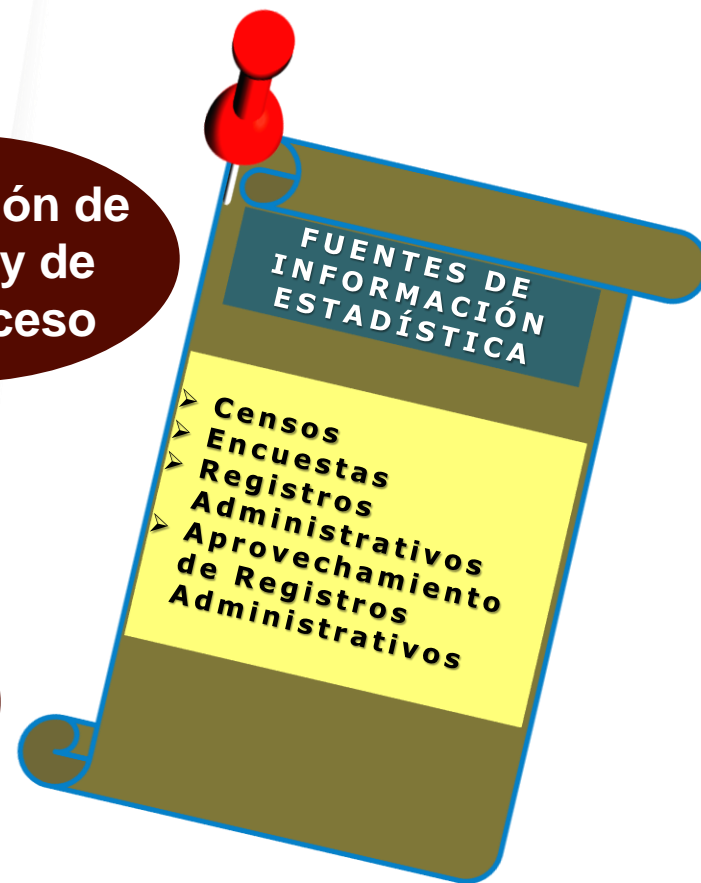 ón de
y de
ceso
FUENTES DE
INFORMACIÓN
ESTADÍSTICA
➢ Censos
➢ Encuestas
➢ Registros
Administrativos
➢ Aprovechamiento
de Registros
Administrativos